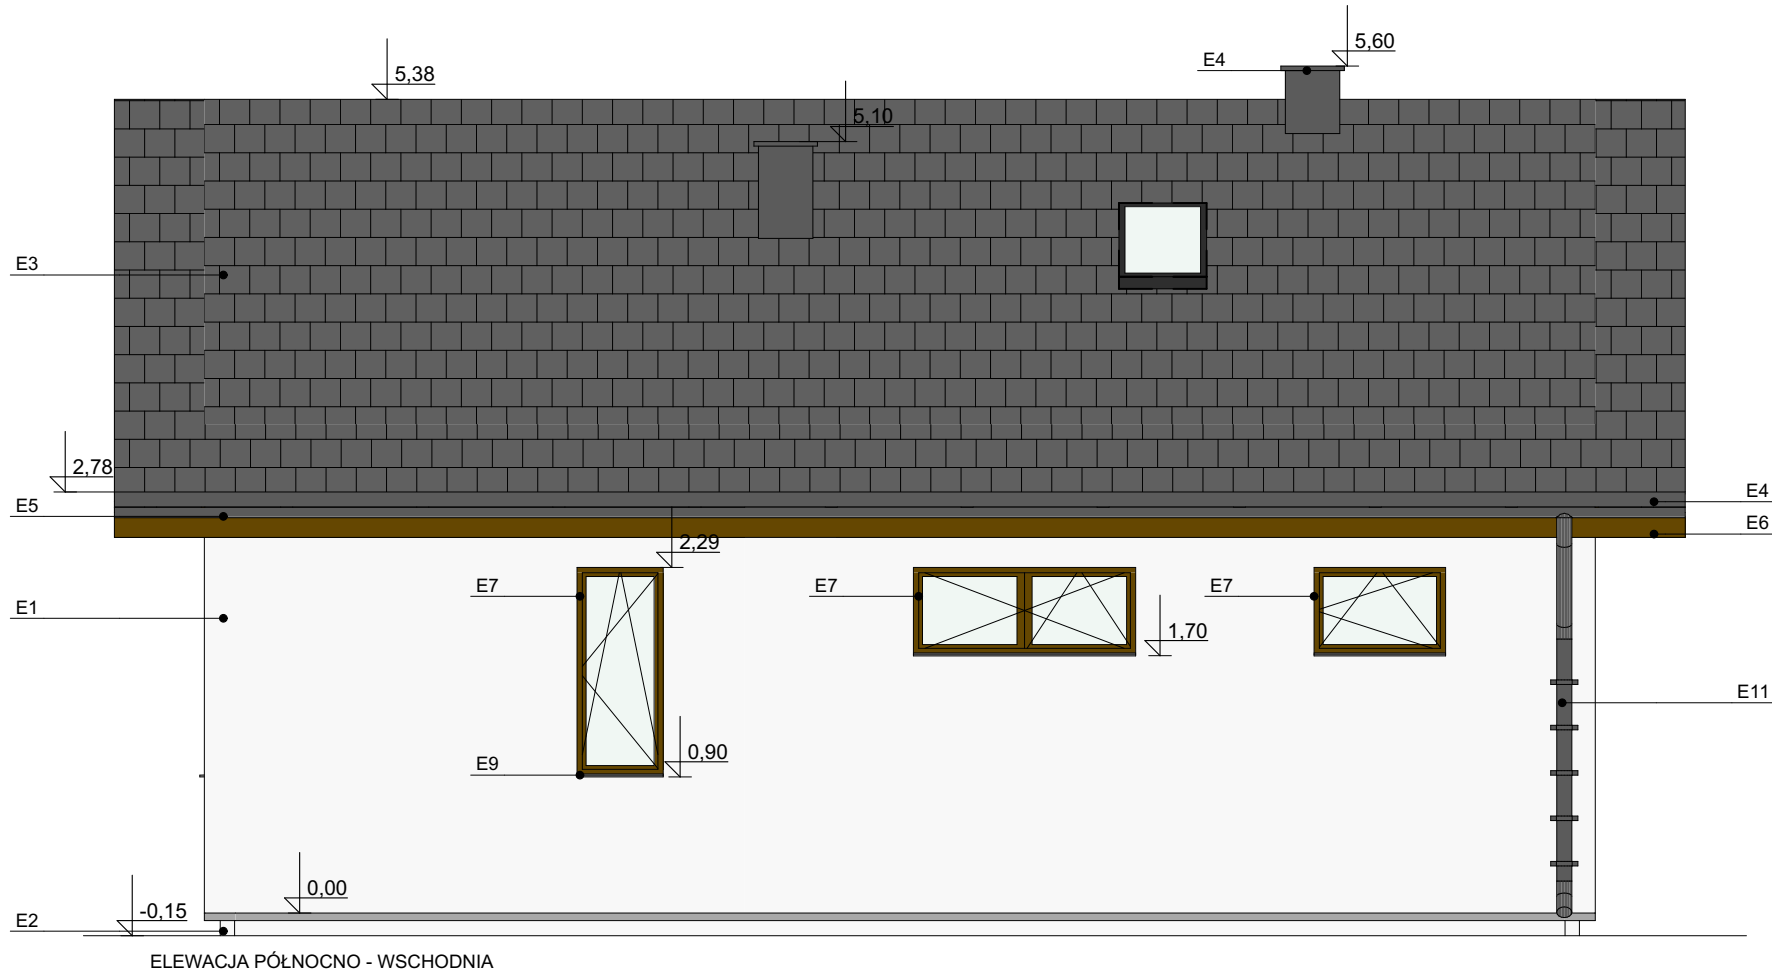 5,60
E4
5,38
5,10
E3
2,78
E4
E5
E6
2,29
E7
E7
E7
E1
1,70
E11
0,90
E9
0,00
-0,15
E2
ELEWACJA PÓŁNOCNO - WSCHODNIA